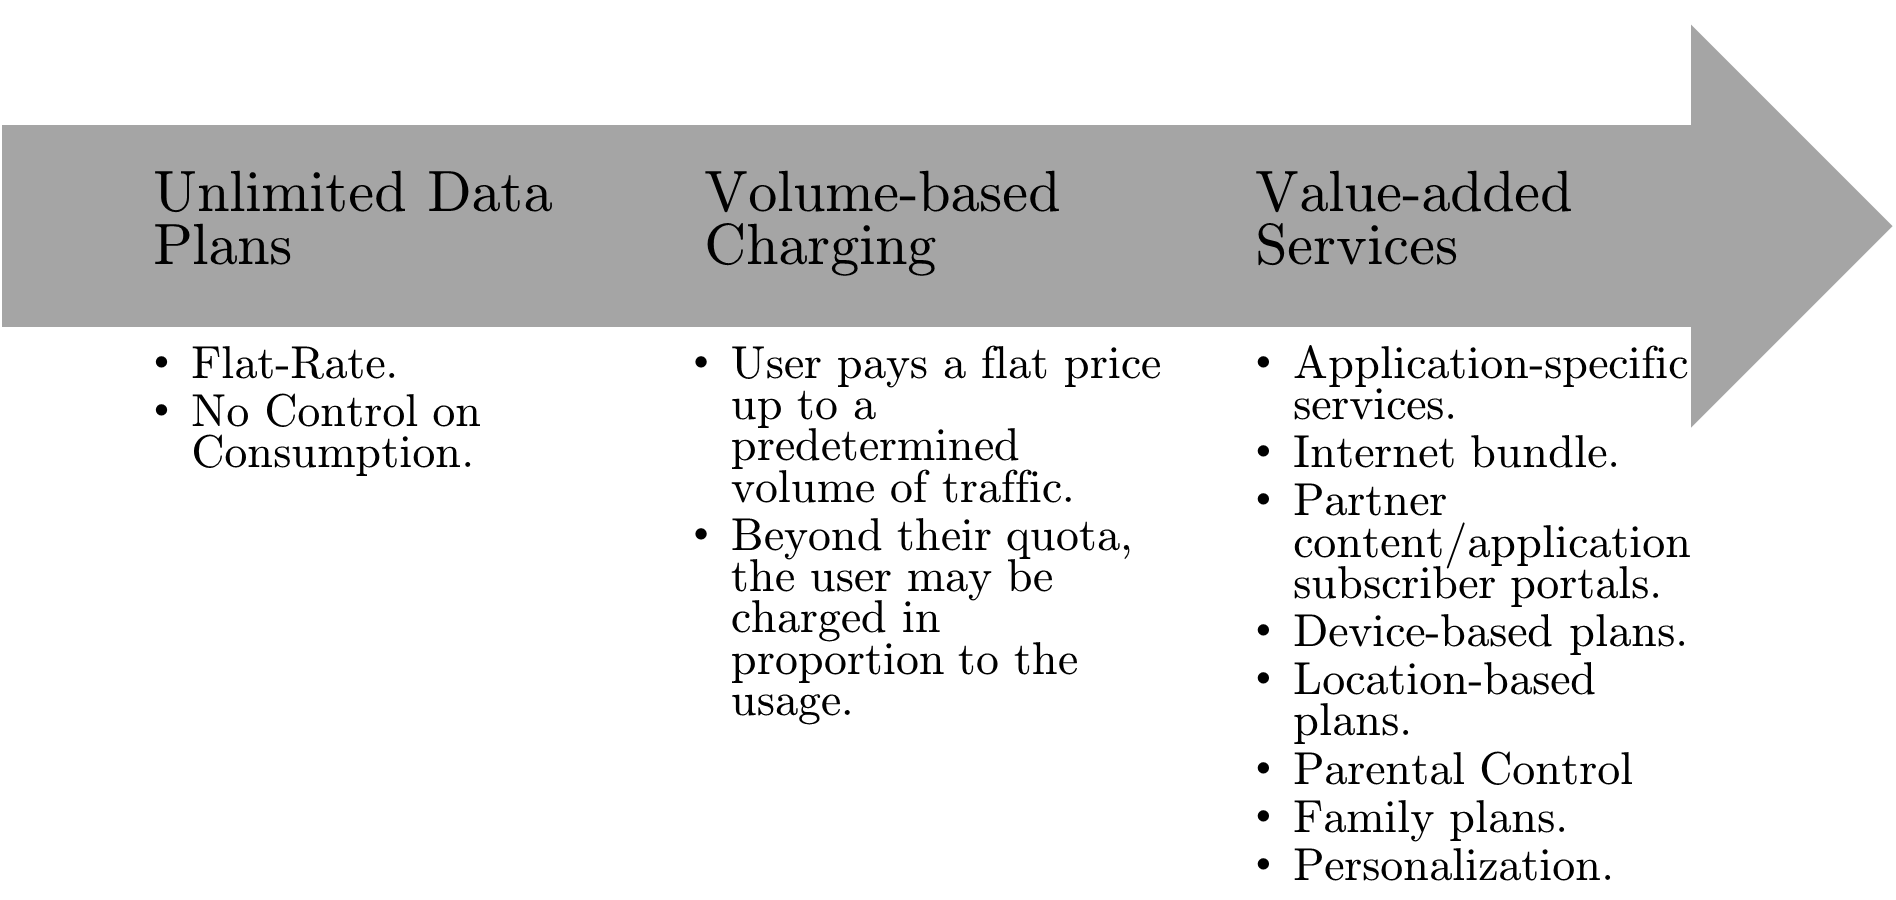 Unlimited Data
Plans
• Flat-Rate.
• No Control on
Consumption.
Volume-based
Charging
• User pays a flat price
up to a
predetermined
volume of traffic.
• Beyond their quota,
the user may be
charged in
proportion to the
usage.
Value-added
Services
• Application-specific
services.
• Internet bundle.
• Partner
content/application
subscriber portals.
• Device-based plans.
• Location-based
plans.
• Parental Control
• Family plans.
• Personalization.